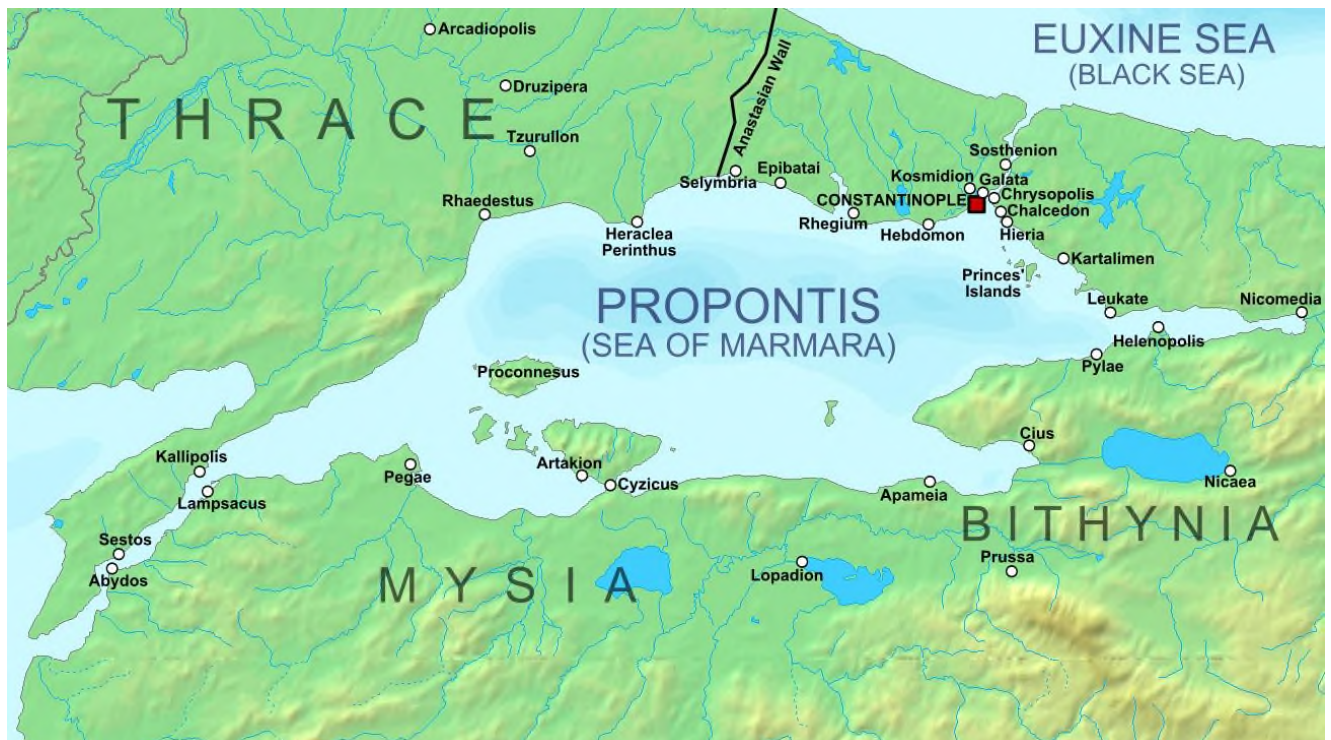 EUXINE SEA
(BLACK SEA)
Arcadiopolis
Anastasian Wall
Druzipera
THRACE
Tzurullon
Sosthenion
Selymbria
Epibatai
Kosmidion
Galata
CONSTANTINOPLE
Chrysopolis
Chalcedon
Rhaedestus
Heraclea
Perinthus
Rhegium
Hebdomon
Hieria
Kartalimen
Princes'
Islands
PROPONTIS
(SEA OF MARMARA)
Leukate
Nicomedia
Helenopolis
Pylae
Proconnesus
Cius
Kallipolis
Artakion
Pegae
Cyzicus
Apameia
Nicaea
Lampsacus
BITHYNIA
Sestos
Abydos
MYSIA
Lopadion
Prussa